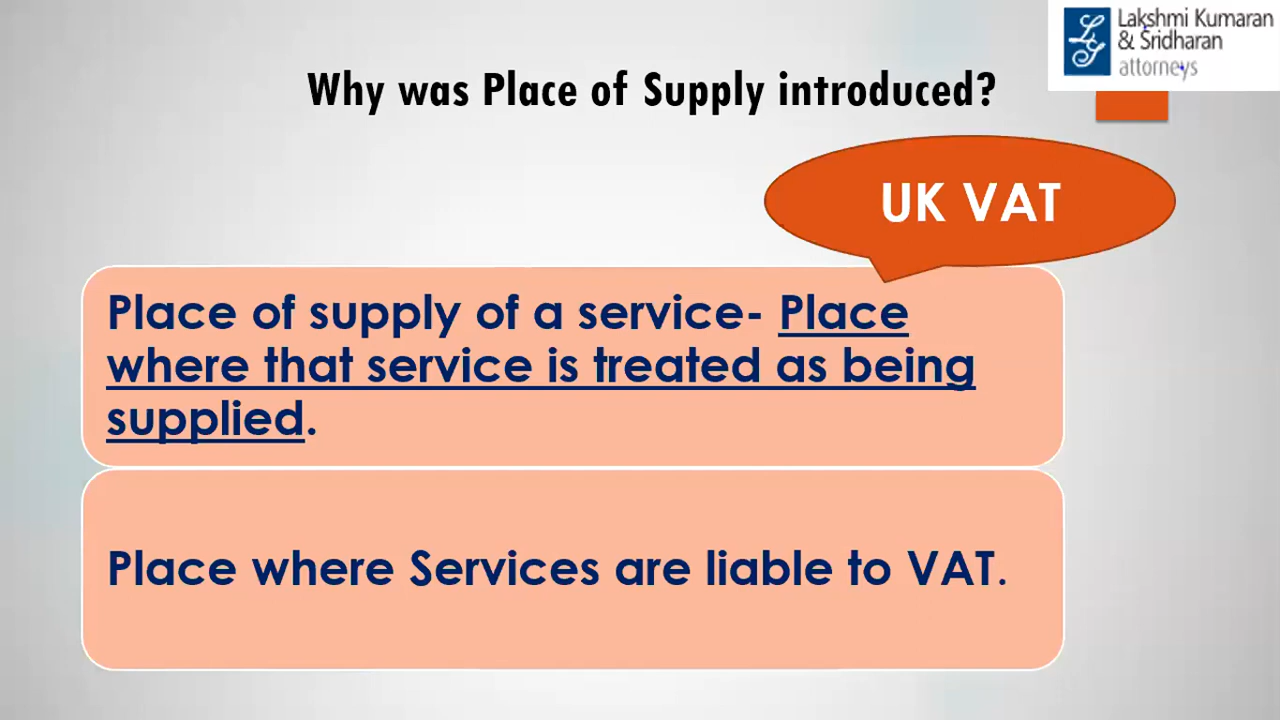 Lakshmi Kumaran
& Sridharan
attorneys
Why was Place of Supply introduced?
UK VAT
Place of supply of a service- Place
where that service is treated as being
supplied.
Place where Services are liable to VAT.